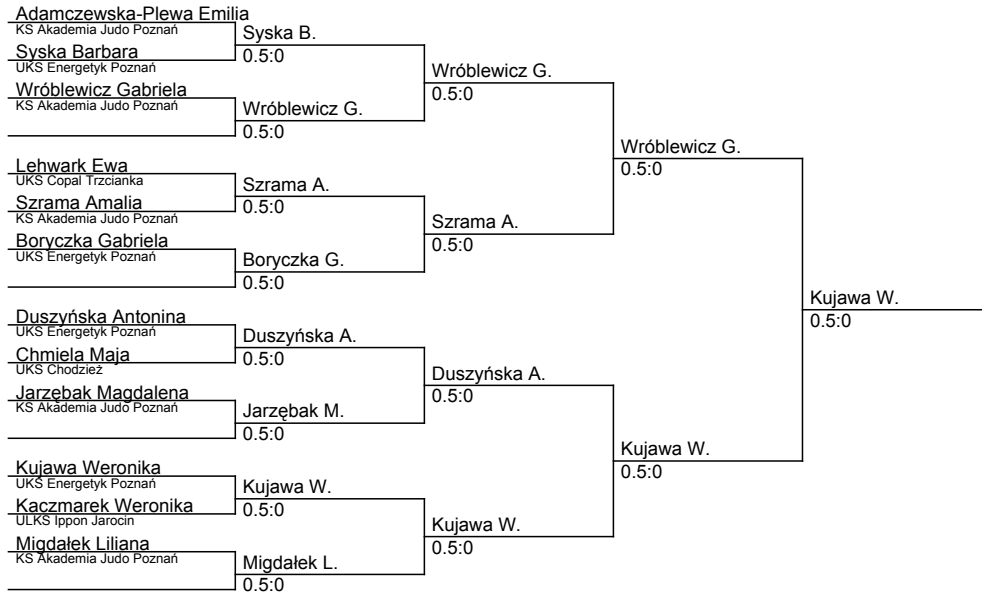 Adamczewska-Plewa Emilia
KS Akademia Judo Poznań
Syska Barbara
UKS Energetyk Poznań
Wróblewicz Gabriela
KS Akademia Judo Poznań
Lehwark Ewa
UKS Copal Trzcianka
Szrama Amalia
KS Akademia Judo Poznań
Boryczka Gabriela
UKS Energetyk Poznań
Duszyńska Antonina
UKS Energetyk Poznań
Chmiela Maja
UKS Chodzież
Jarzębak Magdalena
KS Akademia Judo Poznań
Kujawa Weronika
UKS Energetyk Poznań
Kaczmarek Weronika
ULKS Ippon Jarocin
Migdałek Liliana
KS Akademia Judo Poznań
Syska B.
0.5:0
Wróblewicz G.
0.5:0
Szrama A.
0.5:0
Boryczka G.
0.5:0
Duszyńska A.
0.5:0
Jarzębak M.
0.5:0
Kujawa W.
0.5:0
Migdałek L.
0.5:0
Wróblewicz G.
0.5:0
Szrama A.
0.5:0
Duszyńska A.
0.5:0
Kujawa W.
0.5:0
Wróblewicz G.
0.5:0
Kujawa W.
0.5:0
Kujawa W.
0.5:0